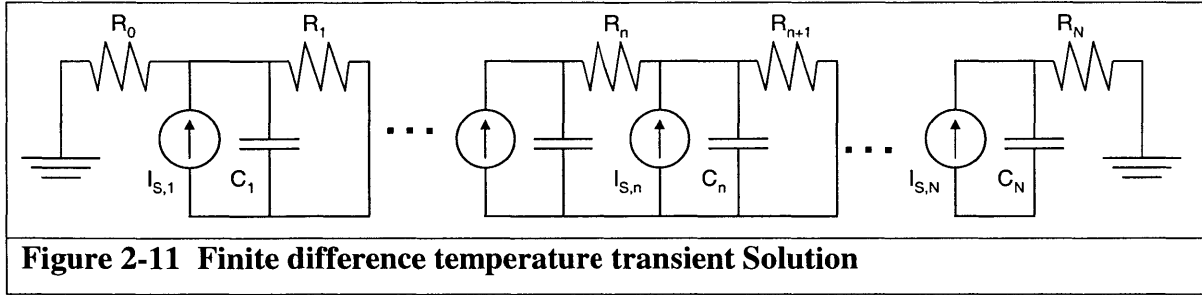 R0 R1 Rn Rn+1 RN
IS,1 C1 IS,n Cn IS,N CN
Figure 2-11 Finite difference temperature transient Solution